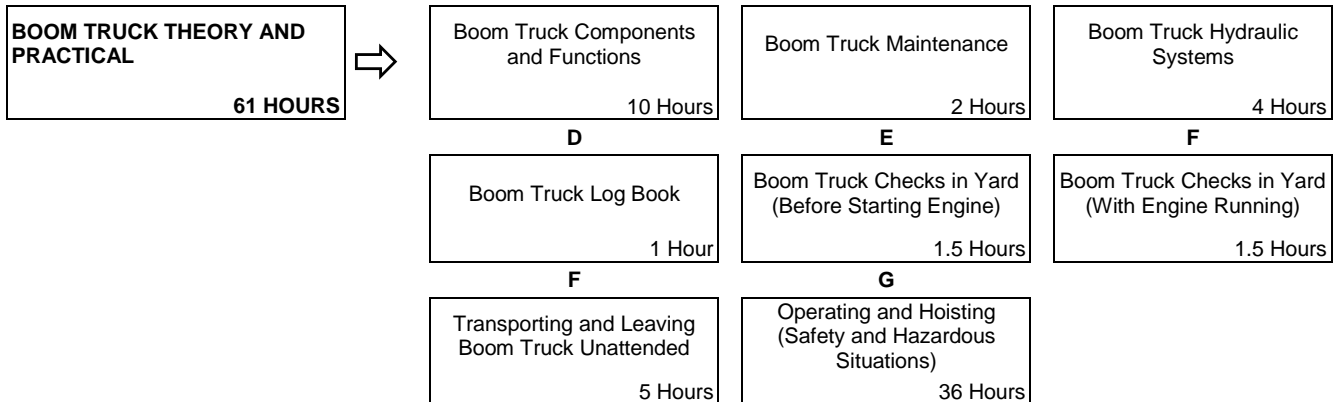 BOOM TRUCK THEORY AND
PRACTICAL
61 HOURS
Boom Truck Components
and Functions
10 Hours
Boom Truck Maintenance
2 Hours
Boom Truck Hydraulic
Systems
4 Hours
D
E
F
Boom Truck Log Book
1 Hour
Boom Truck Checks in Yard
(Before Starting Engine)
1.5 Hours
Boom Truck Checks in Yard
(With Engine Running)
1.5 Hours
F
G
Transporting and Leaving
Boom Truck Unattended
5 Hours
Operating and Hoisting
(Safety and Hazardous
Situations)
36 Hours